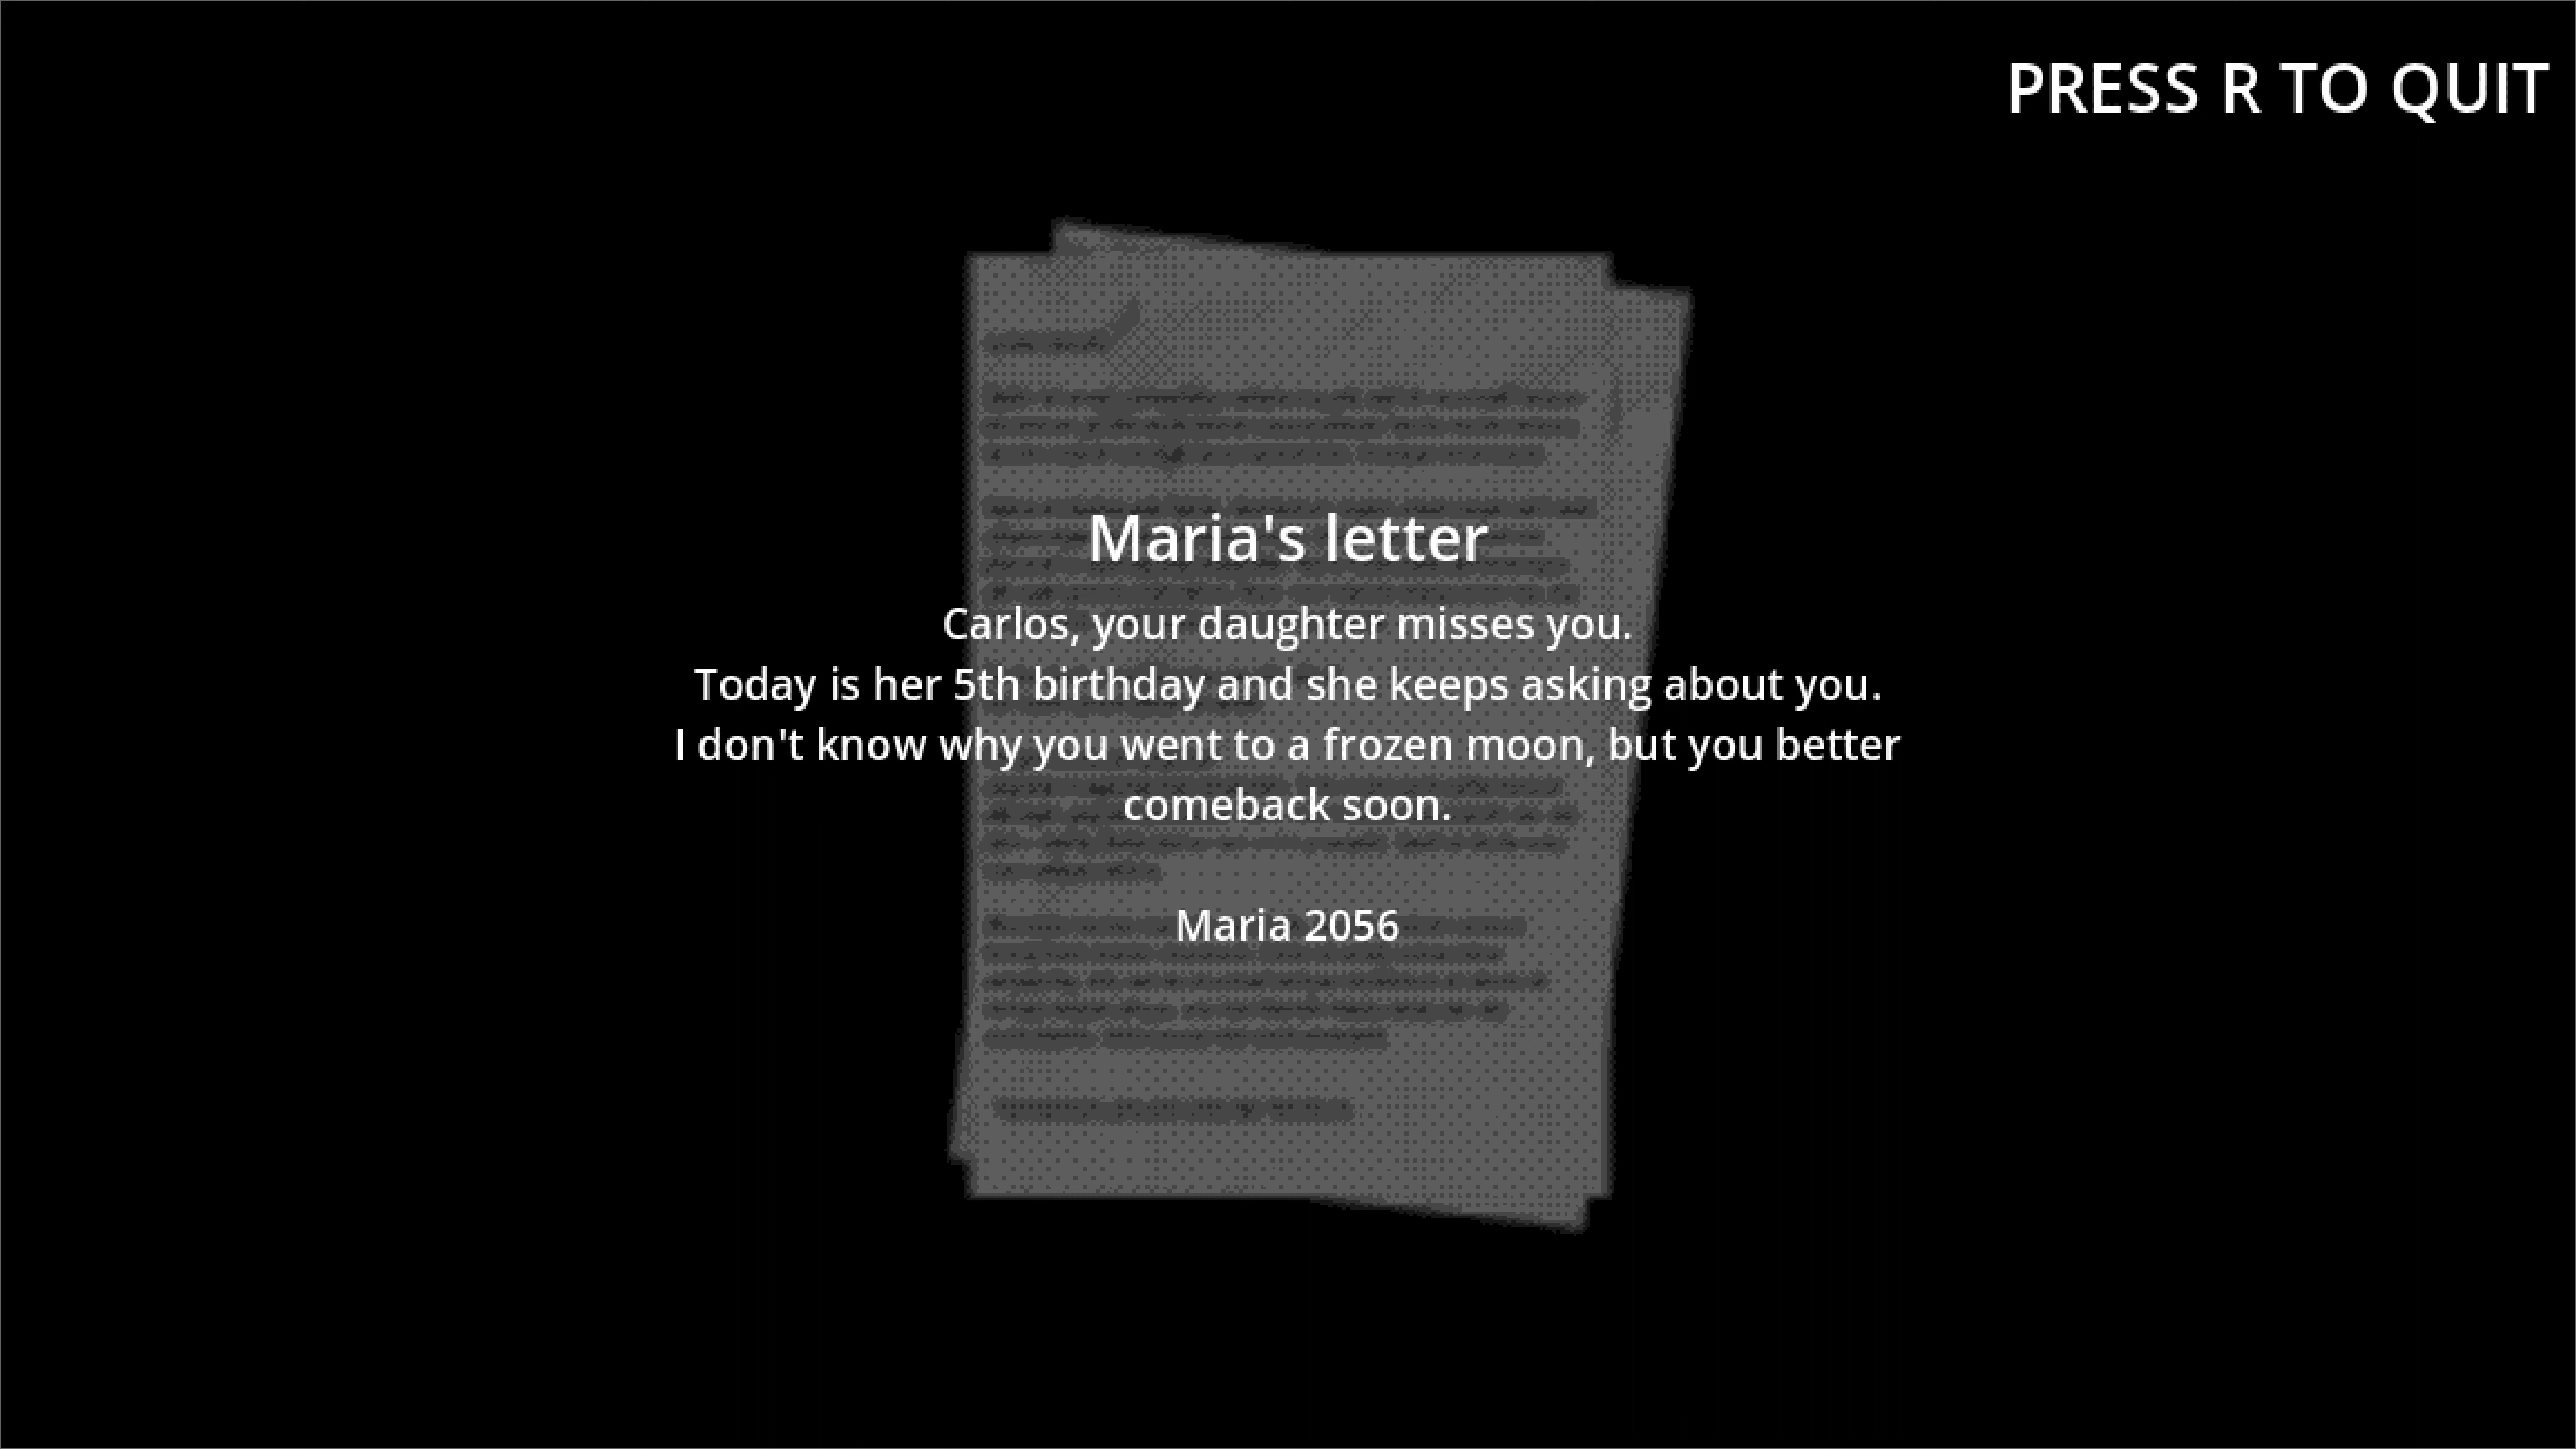 PRESS R TO QUIT
Maria's letter
Carlos, your daughter misses you.
Today is her 5th birthday and she keeps asking about you.
I don't know why you went to a frozen moon, but you better
comeback soon.
Maria 2056